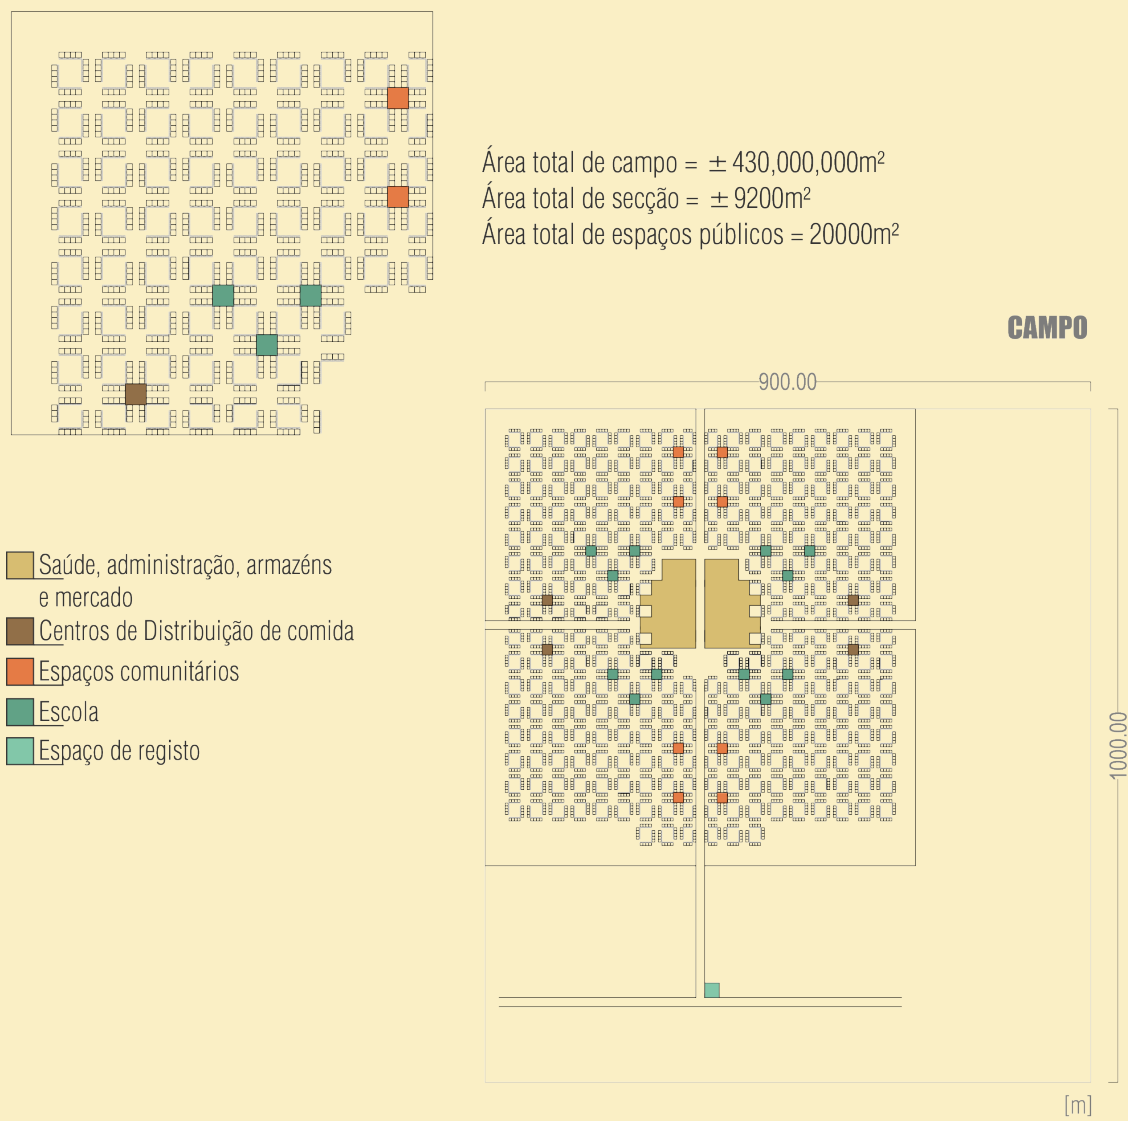 Área total de campo = ± 430,000,000m²
Área total de secção = ± 9200m²
Área total de espaços públicos = 20000m²
CAMPO
900.00
Saúde, administração, armazéns
e mercado
Centros de Distribuição de comida
Espaços comunitários
Escola
Espaço de registo
1000.00
[m]